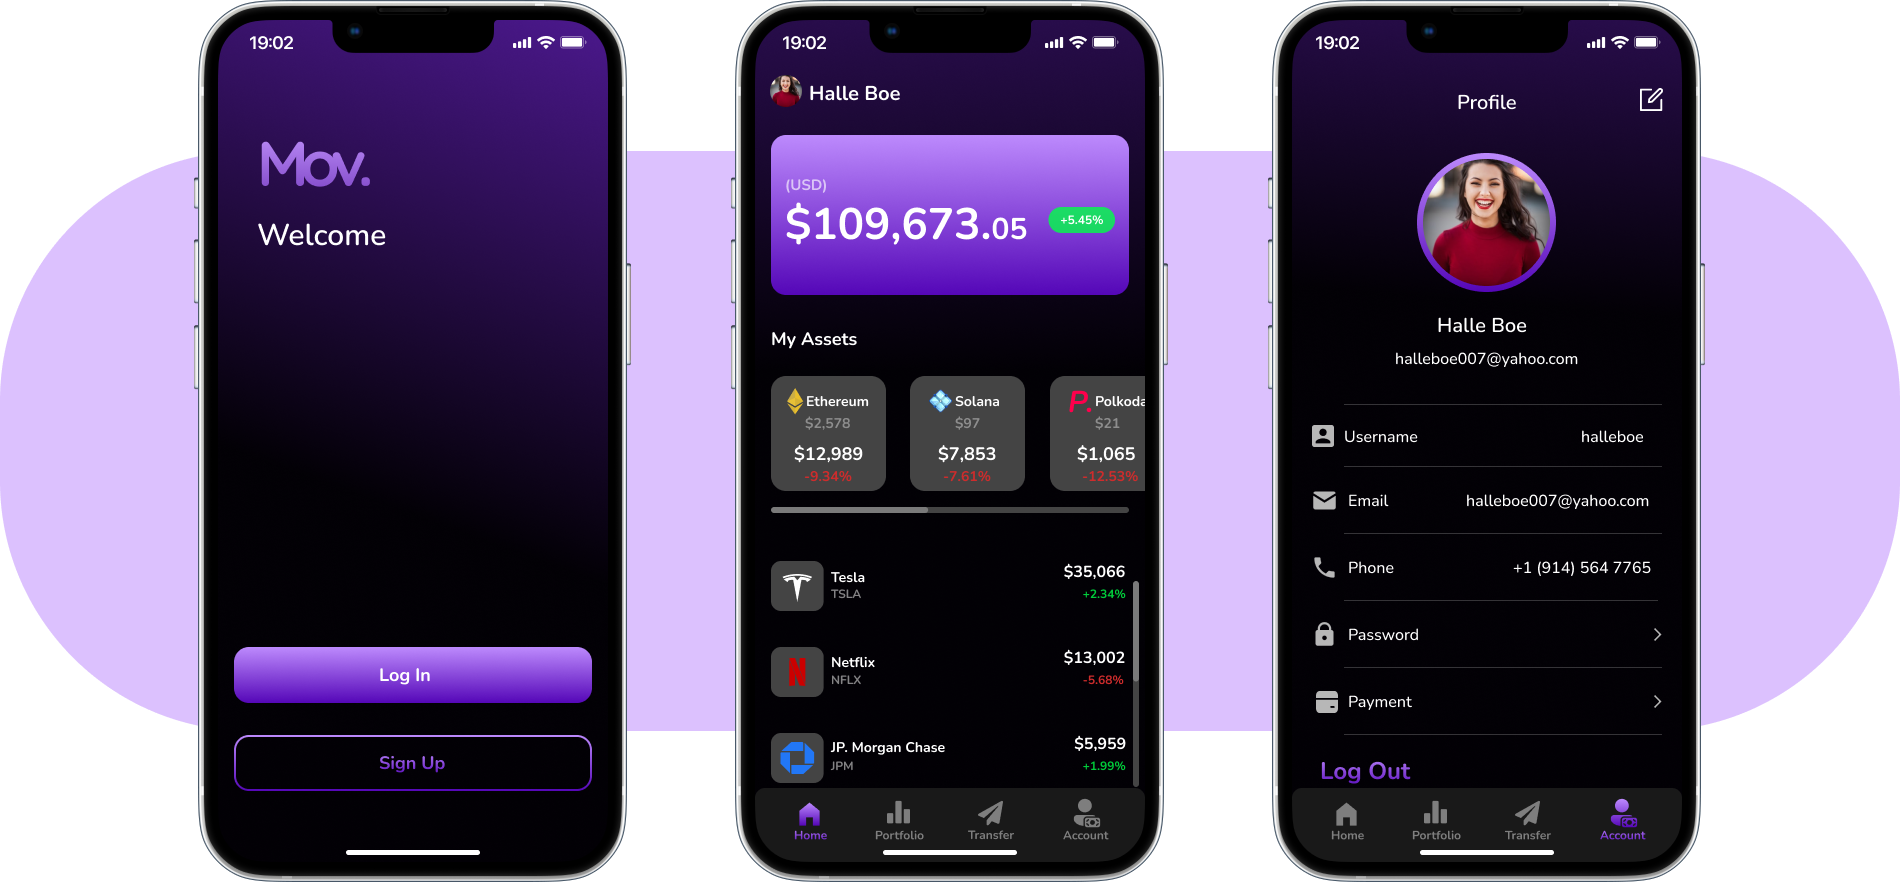 19:02
Mov.
Welcome
Log In
Sign Up
19:02
Halle Boe
(USD)
$109,673.05
+5.45%
My Assets
Ethereum
$2,578
$12,989
-9.34%
Solana
$97
$7,853
-7.61%
P. Polkoda
$21
$1,065
-12.53%
Tesla
TSLA
$35,066
+2.34%
Netflix
NFLX
$13,002
-5.68%
JP. Morgan Chase
JPM
$5,959
+1.99%
Home
Portfolio
Transfer
Account
19:02
Profile
Halle Boe
halleboe007@yahoo.com
Username halleboe
Email halleboe007@yahoo.com
Phone +1 (914) 564 7765
Password
Payment
Log Out
Home
Portfolio
Transfer
Account